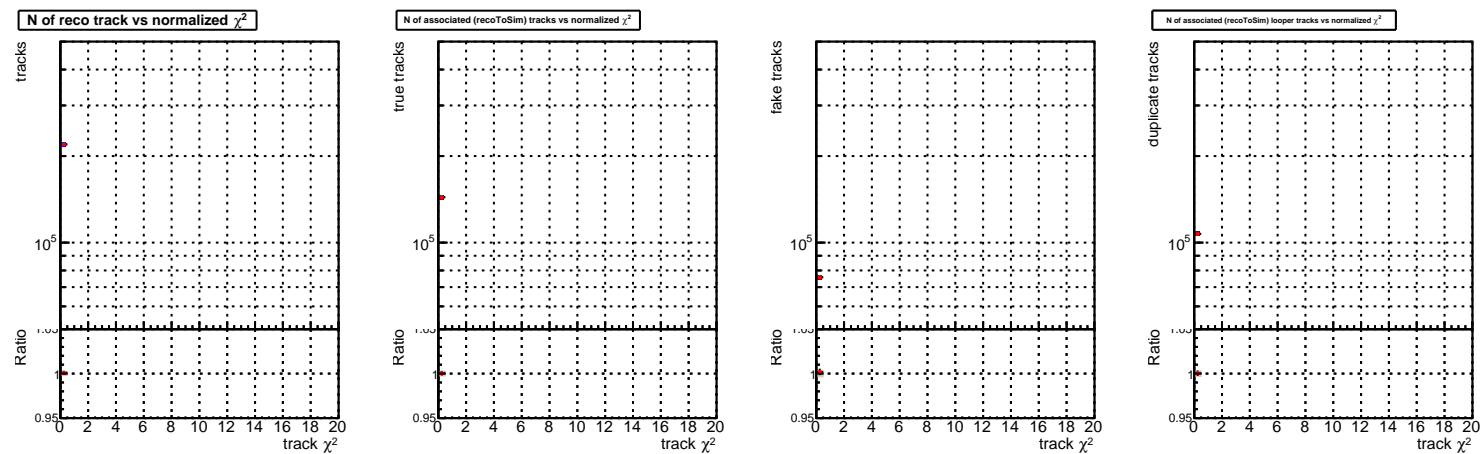 N of reco track vs normalized χ²
tracks
10⁵
Ratio
1
0.95
0 2 4 6 8 10 12 14 16 18 20
track χ²
N of associated (recoToSim) tracks vs normalized χ²
true tracks
10⁵
Ratio
1
0.95
0 2 4 6 8 10 12 14 16 18 20
track χ²
fake tracks
10⁵
Ratio
1
0.95
0 2 4 6 8 10 12 14 16 18 20
track χ²
N of associated (recoToSim) looper tracks vs normalized χ²
duplicate tracks
10⁵
Ratio
1
0.95
0 2 4 6 8 10 12 14 16 18 20
track χ²